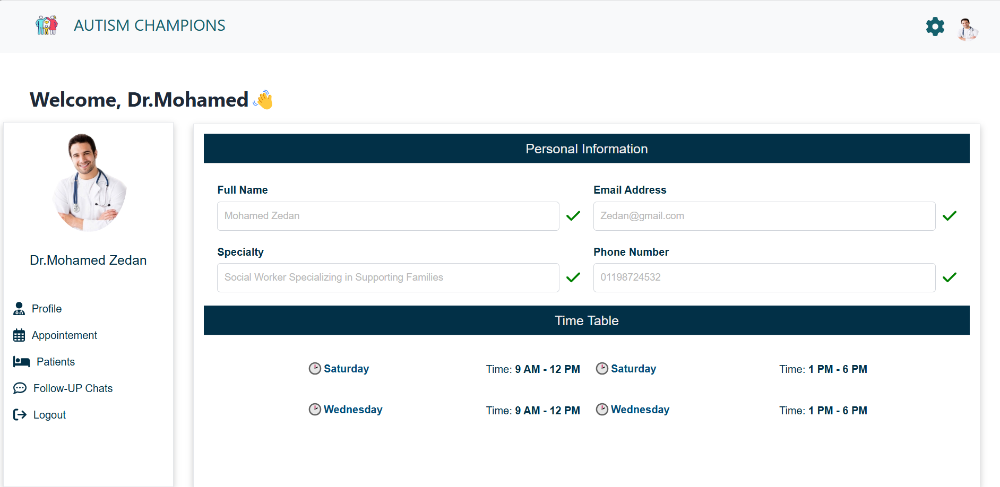 AUTISM CHAMPIONS
Welcome, Dr.Mohamed 👋
Dr.Mohamed Zedan
Profile
Appointement
Patients
Follow-UP Chats
Logout
Personal Information
Full Name
Mohamed Zedan
Email Address
Zedan@gmail.com
Specialty
Social Worker Specializing in Supporting Families
Phone Number
01198724532
Time Table
Saturday Time: 9 AM - 12 PM
Saturday Time: 1 PM - 6 PM
Wednesday Time: 9 AM - 12 PM
Wednesday Time: 1 PM - 6 PM